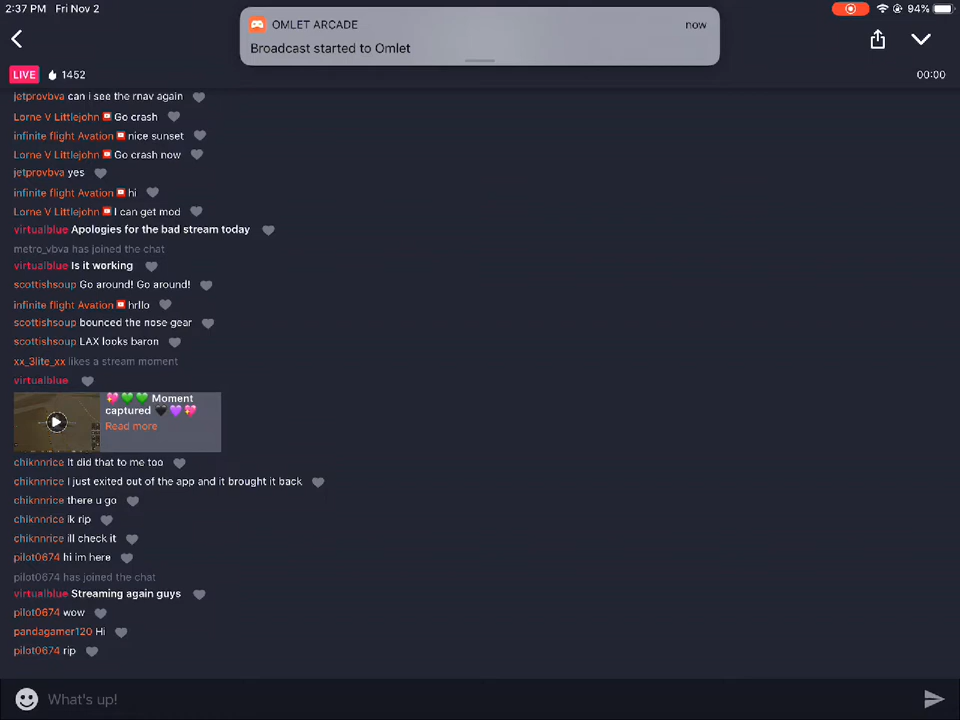 2:37 PM Fri Nov 2
94%
OMLET ARCADE
now
Broadcast started to Omlet
LIVE 1452
00:00
jetprovbva can i see the rnav again
Lorne V Littlejohn Go crash
infinite flight Avation nice sunset
Lorne V Littlejohn Go crash now
jetprovbva yes
infinite flight Avation hi
Lorne V Littlejohn I can get mod
virtualblue Apologies for the bad stream today
metro_vbva has joined the chat
virtualblue Is it working
scottishsoup Go around! Go around!
infinite flight Avation hrllo
scottishsoup bounced the nose gear
scottishsoup LAX looks baron
xx_3lite_xx likes a stream moment
virtualblue
💖💚💚 Moment
captured 🖤💜💖
Read more
chiknnrice It did that to me too
chiknnrice I just exited out of the app and it brought it back
chiknnrice there u go
chiknnrice ik rip
chiknnrice ill check it
pilot0674 hi im here
pilot0674 has joined the chat
virtualblue Streaming again guys
pilot0674 wow
pandagamer120 Hi
pilot0674 rip
What's up!